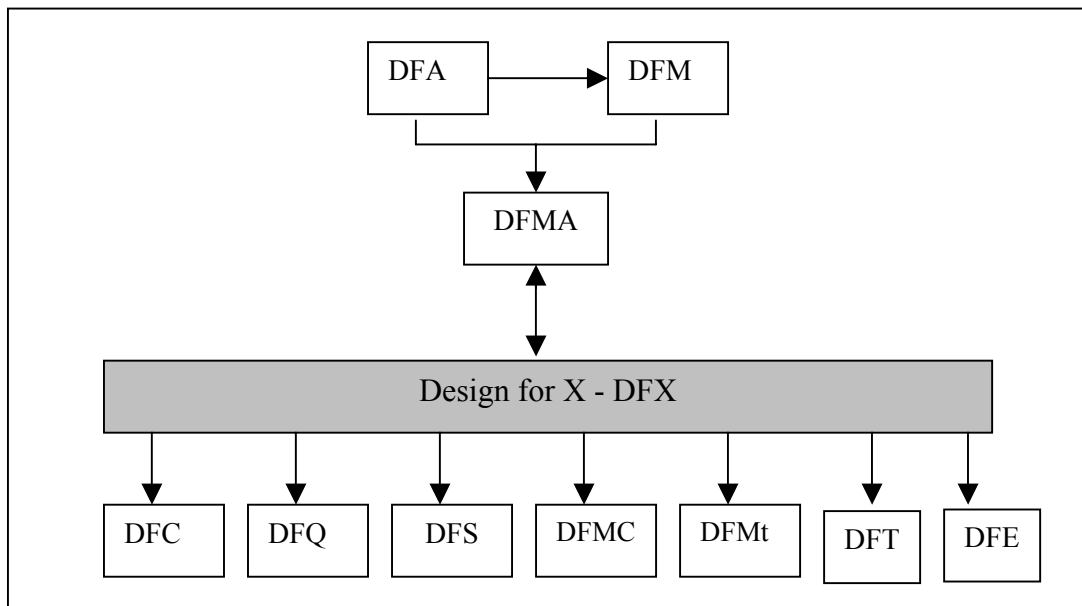 DFA
DFM
DFMA
Design for X - DFX
DFC
DFQ
DFS
DFMC
DFMt
DFT
DFE